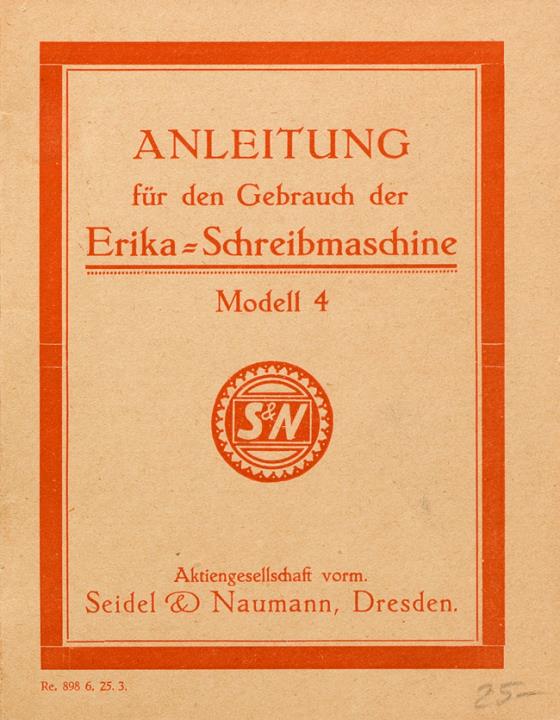 ANLEITUNG
für den Gebrauch der
Erika=Schreibmaschine
Modell 4
S&N
Aktiengesellschaft vorm.
Seidel & Naumann, Dresden.
Re. 898 6. 25. 3.
25—